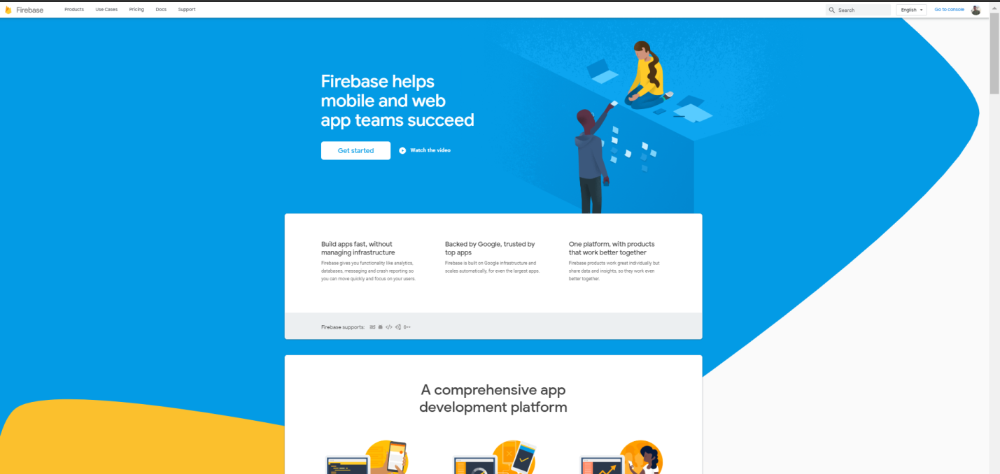 Firebase
Products
Use Cases
Pricing
Docs
Support
Search
English
Go to console
Firebase helps
mobile and web
app teams succeed
Get started
Watch the video
Build apps fast, without
managing infrastructure
Firebase gives you functionality like analytics,
databases, messaging and crash reporting so
you can move quickly and focus on your users.
Backed by Google, trusted by
top apps
Firebase is built on Google infrastructure and
scales automatically, for even the largest apps.
One platform, with products
that work better together
Firebase products work great individually but
share data and insights, so they work even
better together.
Firebase supports:
iOS
</>
C++
A comprehensive app
development platform